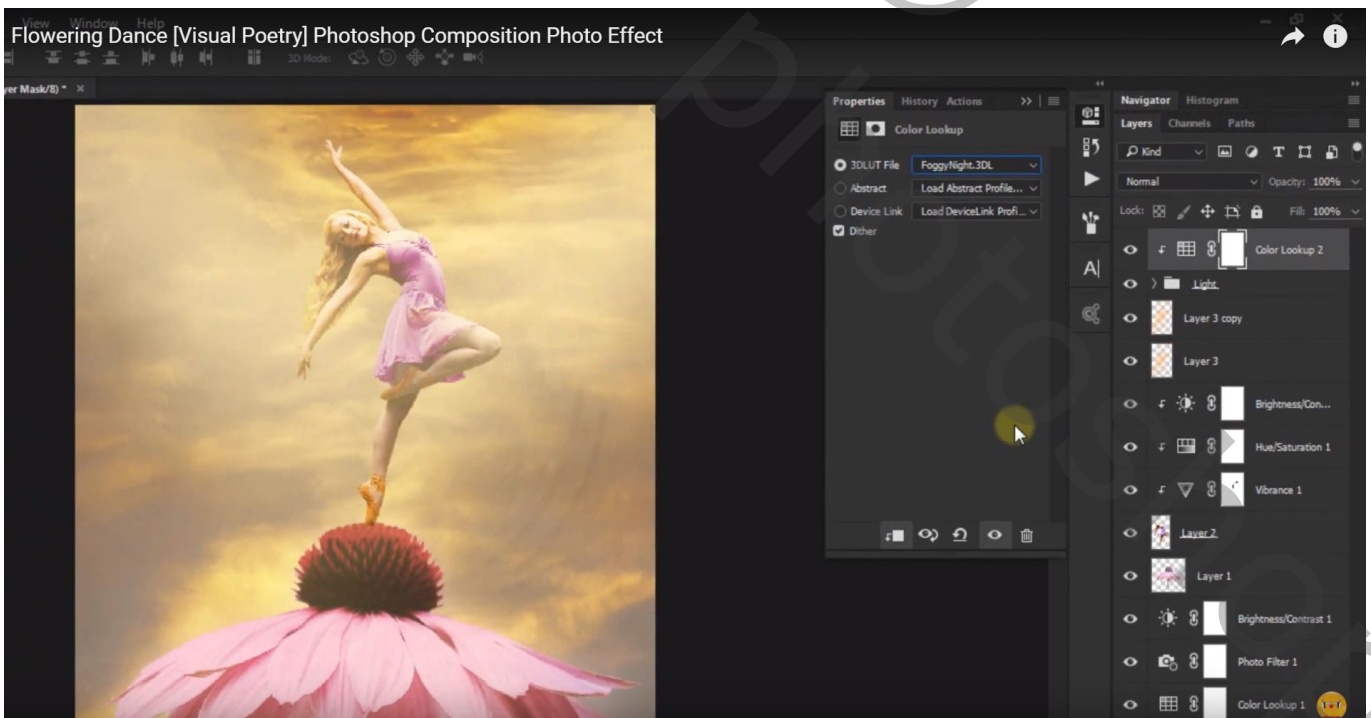 View Window Help
Flowering Dance [Visual Poetry] Photoshop Composition Photo Effect
3D Mode:
yer Mask/8) * ×
Properties History Actions
Color Lookup
3DLUT File FoggyNight.3DL
Abstract Load Abstract Profile...
Device Link Load DeviceLink Profi...
Dither
Navigator Histogram
Layers Channels Paths
Kind
Normal Opacity: 100%
Lock: Fill: 100%
Color Lookup 2
Light
Layer 3 copy
Layer 3
Brightness/Con...
Hue/Saturation 1
Vibrance 1
Layer 2
Layer 1
Brightness/Contrast 1
Photo Filter 1
Color Lookup 1